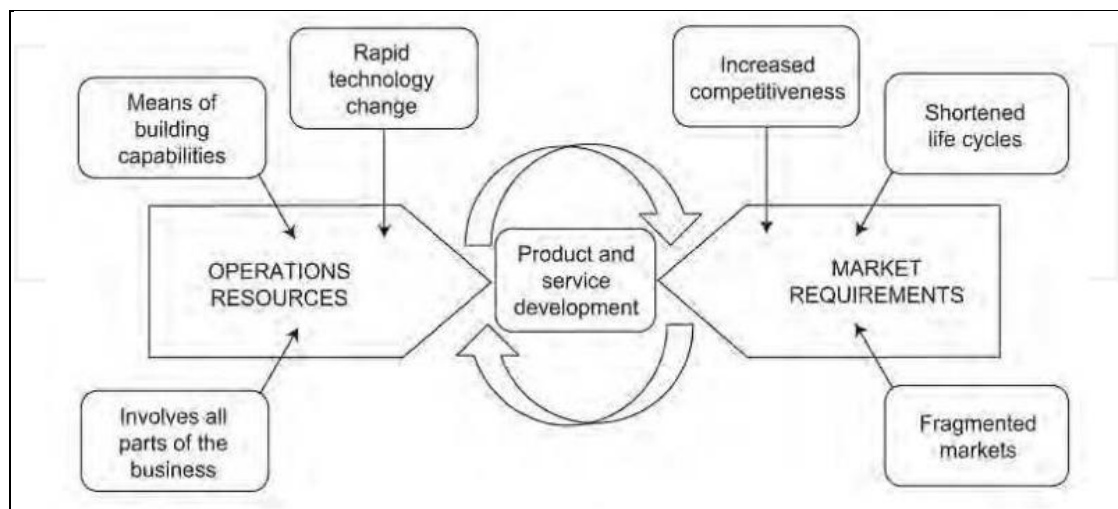 Rapid
technology
change
Increased
competitiveness
Means of
building
capabilities
Shortened
life cycles
OPERATIONS
RESOURCES
Product and
service
development
MARKET
REQUIREMENTS
Involves all
parts of the
business
Fragmented
markets